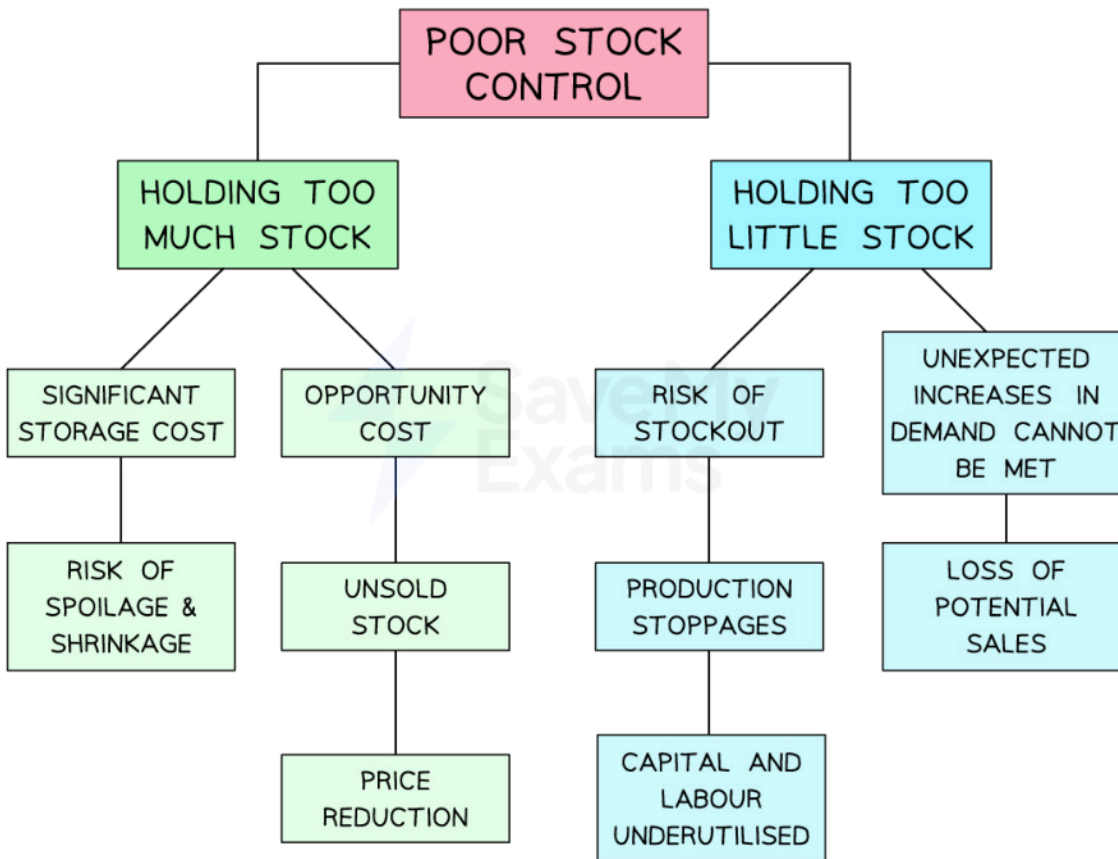 POOR STOCK
CONTROL
HOLDING TOO
MUCH STOCK
HOLDING TOO
LITTLE STOCK
SIGNIFICANT
STORAGE COST
OPPORTUNITY
COST
RISK OF
STOCKOUT
UNEXPECTED
INCREASES IN
DEMAND CANNOT
BE MET
SaveMy
Exams
RISK OF
SPOILAGE &
SHRINKAGE
UNSOLD
STOCK
PRODUCTION
STOPPAGES
LOSS OF
POTENTIAL
SALES
PRICE
REDUCTION
CAPITAL AND
LABOUR
UNDERUTILISED